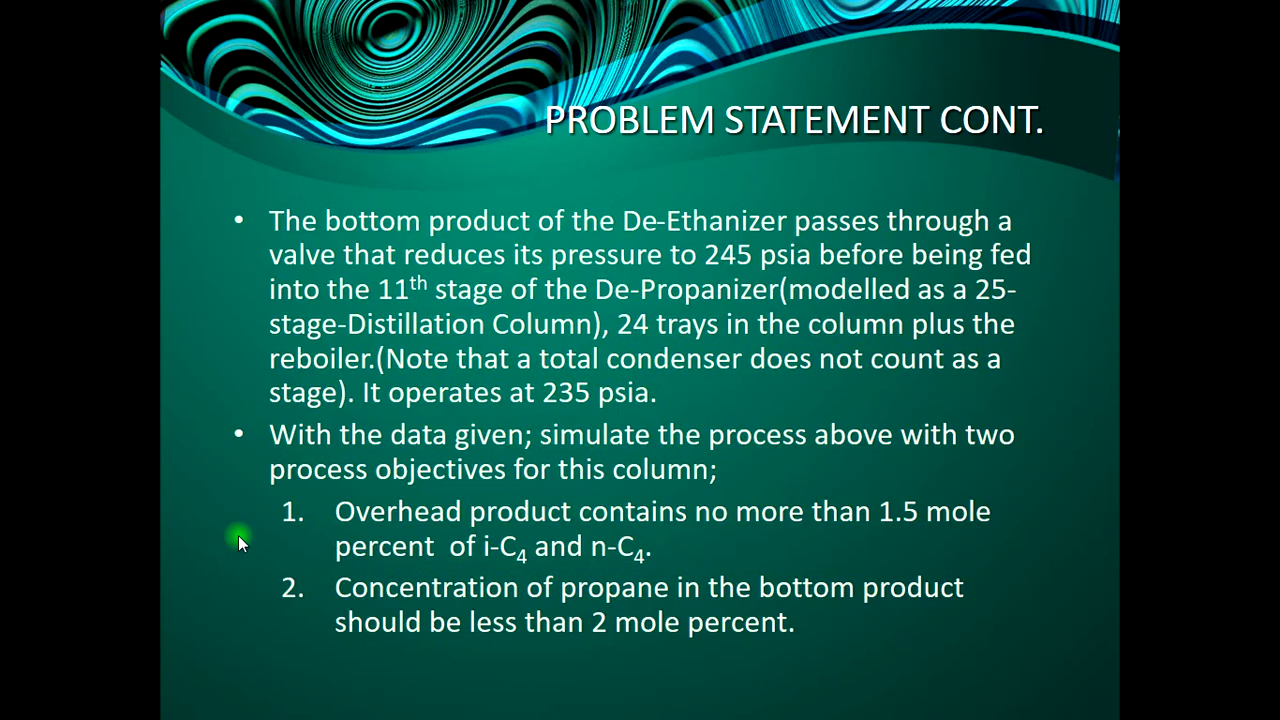 PROBLEM STATEMENT CONT.
• The bottom product of the De-Ethanizer passes through a
valve that reduces its pressure to 245 psia before being fed
into the 11th stage of the De-Propanizer(modelled as a 25-
stage-Distillation Column), 24 trays in the column plus the
reboiler.(Note that a total condenser does not count as a
stage). It operates at 235 psia.
• With the data given; simulate the process above with two
process objectives for this column;
1. Overhead product contains no more than 1.5 mole
percent of i-C4 and n-C4.
2. Concentration of propane in the bottom product
should be less than 2 mole percent.